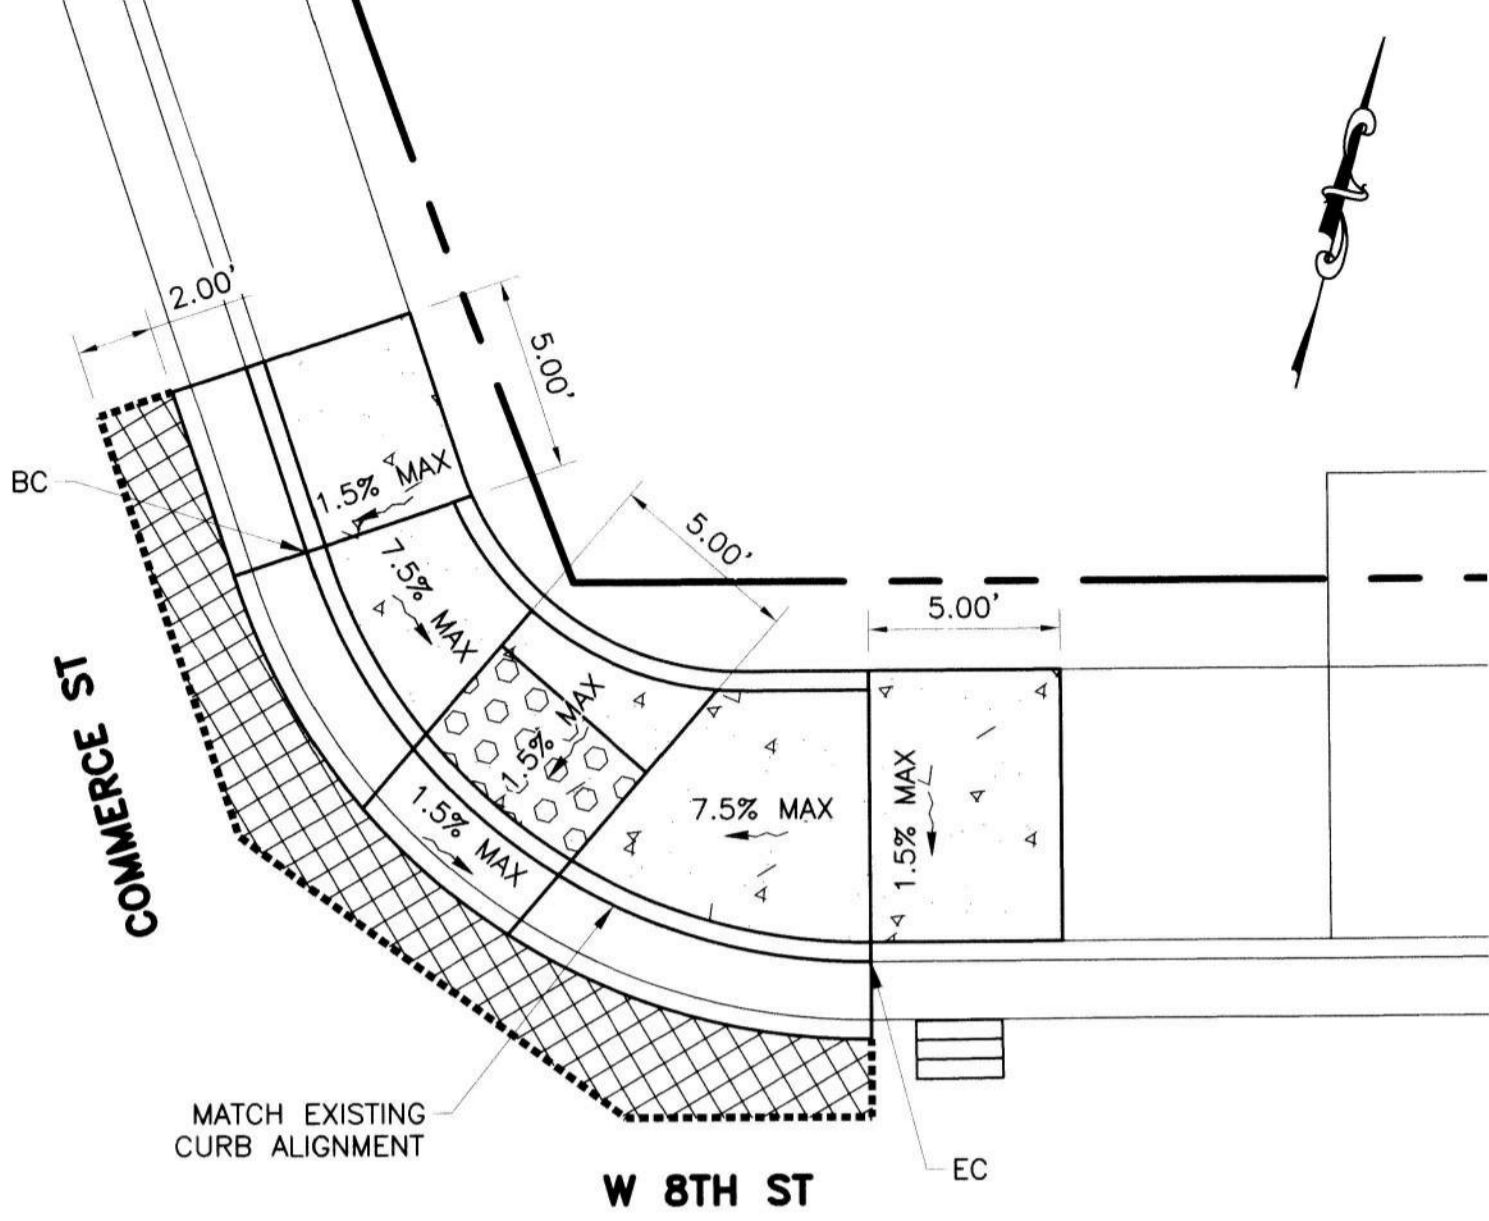 2.00'
5.00'
BC
1.5% MAX
7.5% MAX
5.00'
5.00'
1.5% MAX
1.5% MAX
7.5% MAX
1.5% MAX
COMMERCE ST
MATCH EXISTING
CURB ALIGNMENT
EC
W 8TH ST